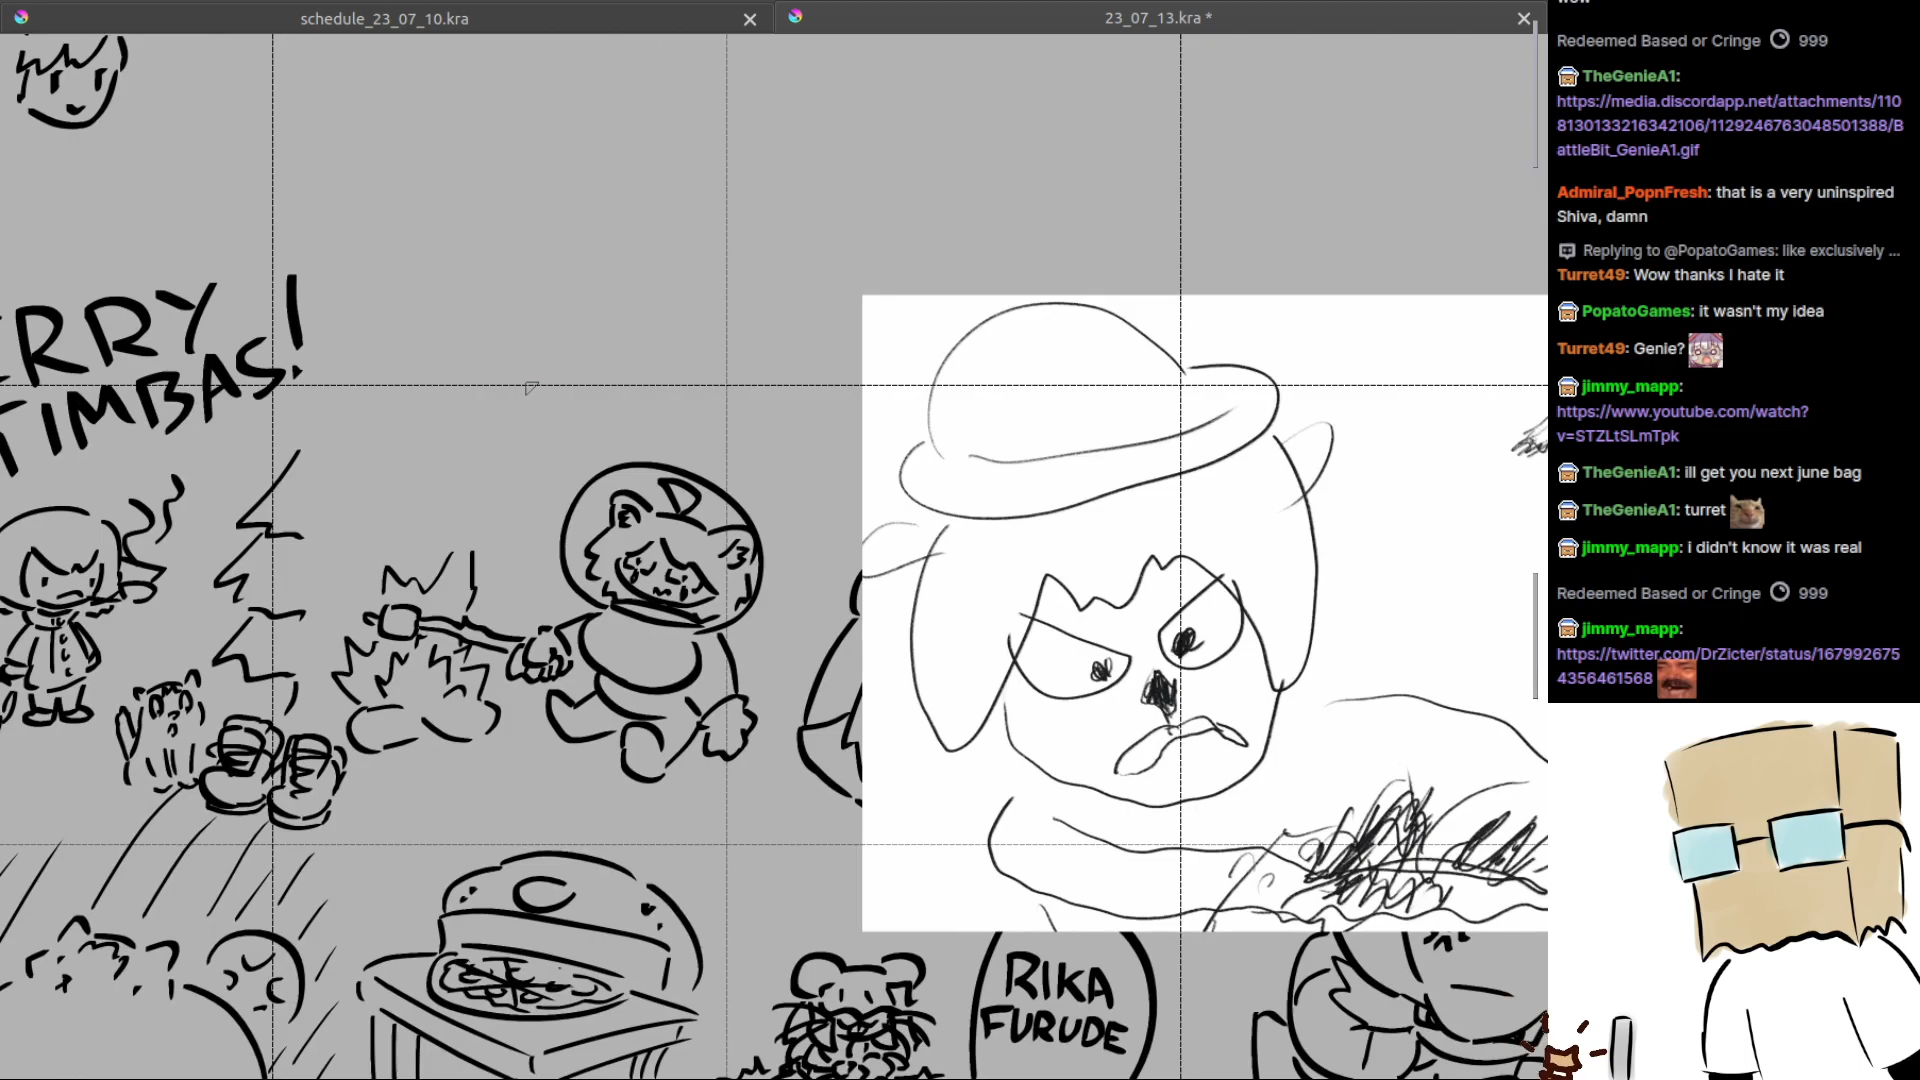 schedule_23_07_10.kra
23_07_13.kra *
ERRY
TIMBAS!
RIKA
FURUDE
Redeemed Based or Cringe 999
TheGenieA1:
https://media.discordapp.net/attachments/110
8130133216342106/1129246763048501388/B
attleBit_GenieA1.gif
Admiral_PopnFresh: that is a very uninspired
Shiva, damn
Replying to @PopatoGames: like exclusively ...
Turret49: Wow thanks I hate it
PopatoGames: it wasn't my idea
Turret49: Genie?
jimmy_mapp:
https://www.youtube.com/watch?
v=STZLtSLmTpk
TheGenieA1: ill get you next june bag
TheGenieA1: turret
jimmy_mapp: i didn't know it was real
Redeemed Based or Cringe 999
jimmy_mapp:
https://twitter.com/DrZicter/status/167992675
4356461568